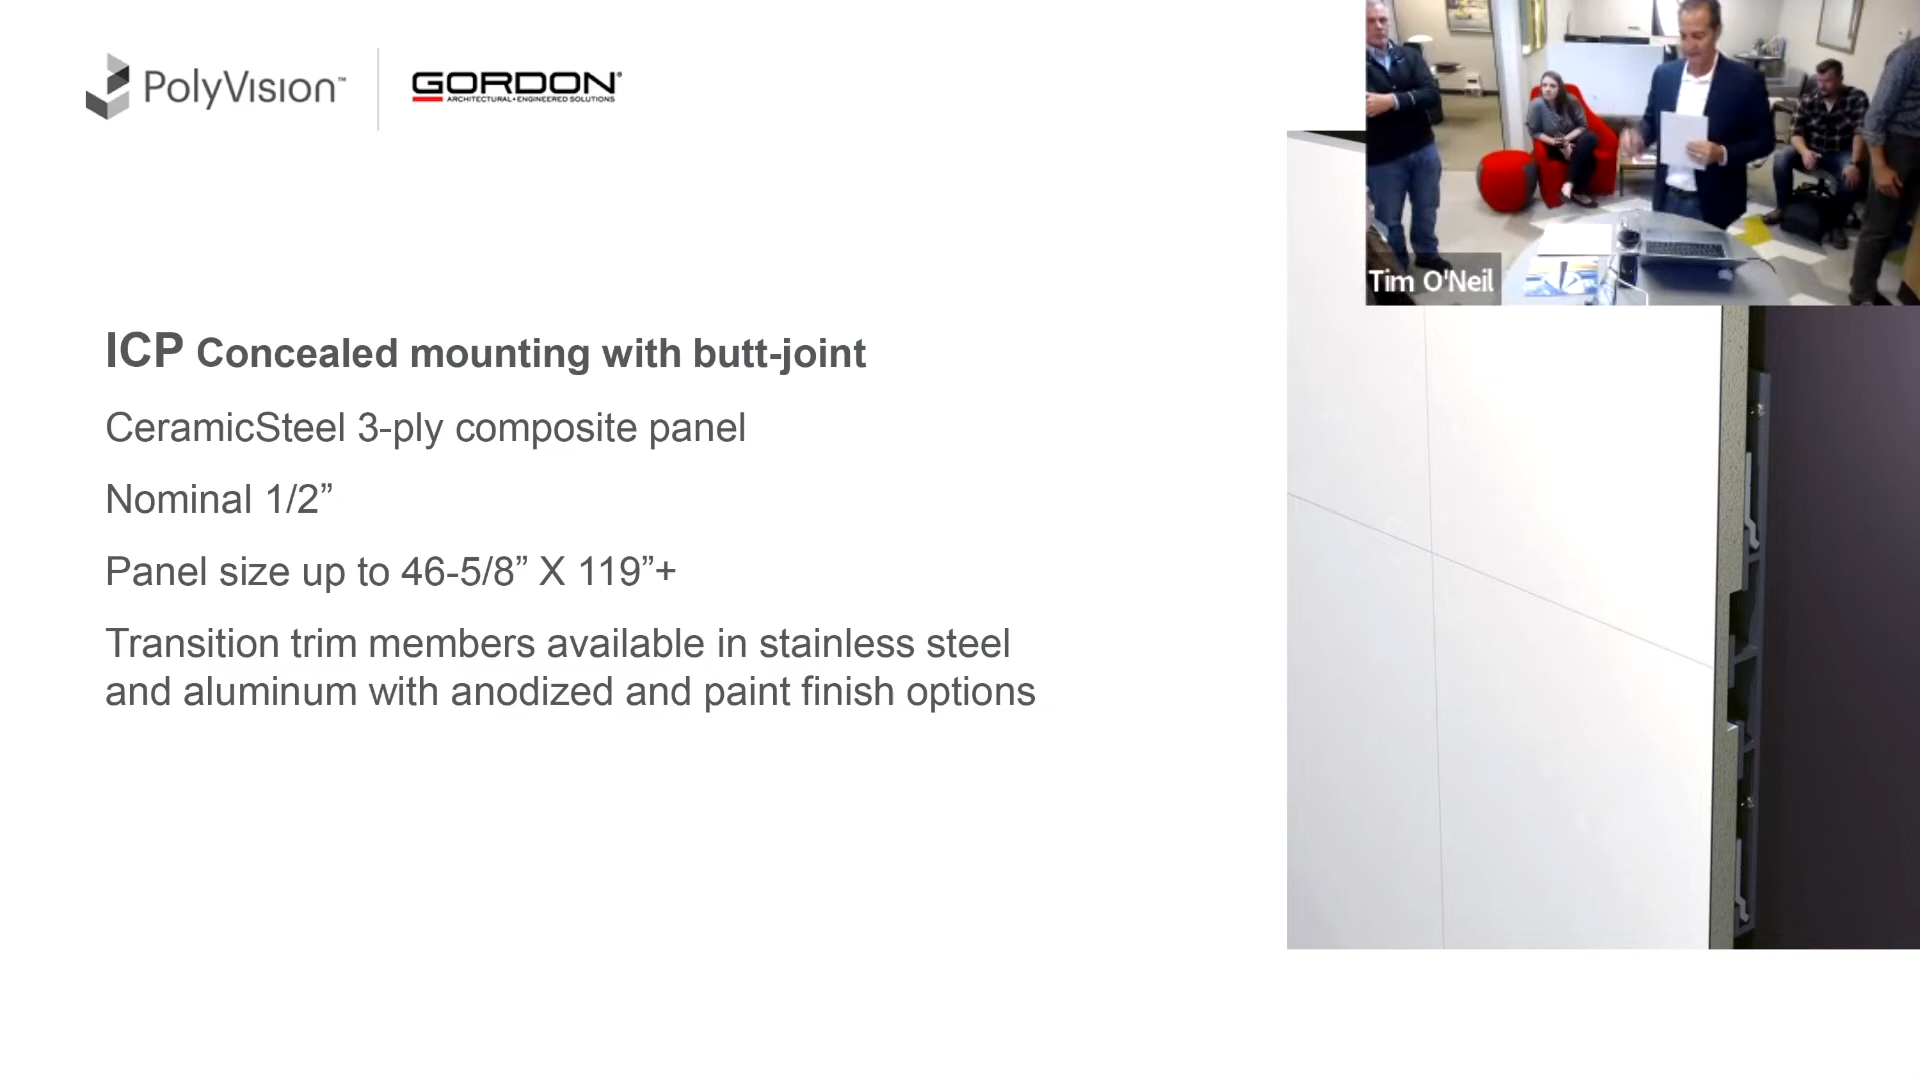 PolyVision™
GORDON®
ARCHITECTURAL•ENGINEERED SOLUTIONS
Tim O'Neil
ICP Concealed mounting with butt-joint
CeramicSteel 3-ply composite panel
Nominal 1/2”
Panel size up to 46-5/8” X 119”+
Transition trim members available in stainless steel
and aluminum with anodized and paint finish options